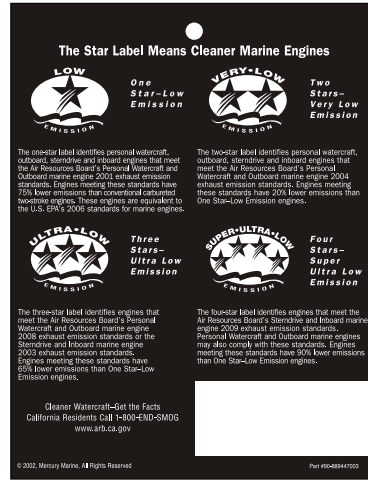 The Star Label Means Cleaner Marine Engines
LOW
EMISSION
One
Star–Low
Emission
The one-star label identifies personal watercraft,
outboard, sterndrive and inboard engines that meet
the Air Resources Board's Personal Watercraft and
Outboard marine engine 2001 exhaust emission
standards. Engines meeting these standards have
75% lower emissions than conventional carbureted
two-stroke engines. These engines are equivalent to
the U.S. EPA's 2006 standards for marine engines.
VERY•LOW
EMISSION
Two
Stars–
Very Low
Emission
The two-star label identifies personal watercraft,
outboard, sterndrive and inboard engines that
meet the Air Resources Board's Personal
Watercraft and Outboard marine engine 2004
exhaust emission standards. Engines meeting
these standards have 20% lower emissions than
One Star–Low Emission engines.
ULTRA•LOW
EMISSION
Three
Stars–
Ultra Low
Emission
The three-star label identifies engines that
meet the Air Resources Board's Personal
Watercraft and Outboard marine engine
2008 exhaust emission standards or the
Sterndrive and Inboard marine engine
2003 exhaust emission standards.
Engines meeting these standards have
65% lower emissions than One Star–Low
Emission engines.
SUPER•ULTRA•LOW
EMISSION
Four
Stars–
Super
Ultra Low
Emission
The four-star label identifies engines that meet the
Air Resources Board's Sterndrive and Inboard marine
engine 2009 exhaust emission standards.
Personal Watercraft and Outboard marine engines
may also comply with these standards. Engines
meeting these standards have 90% lower emissions
than One Star–Low Emission engines.
Cleaner Watercraft–Get the Facts
California Residents Call 1-800-END-SMOG
www.arb.ca.gov
© 2002, Mercury Marine, All Rights Reserved
Part #90-889447003